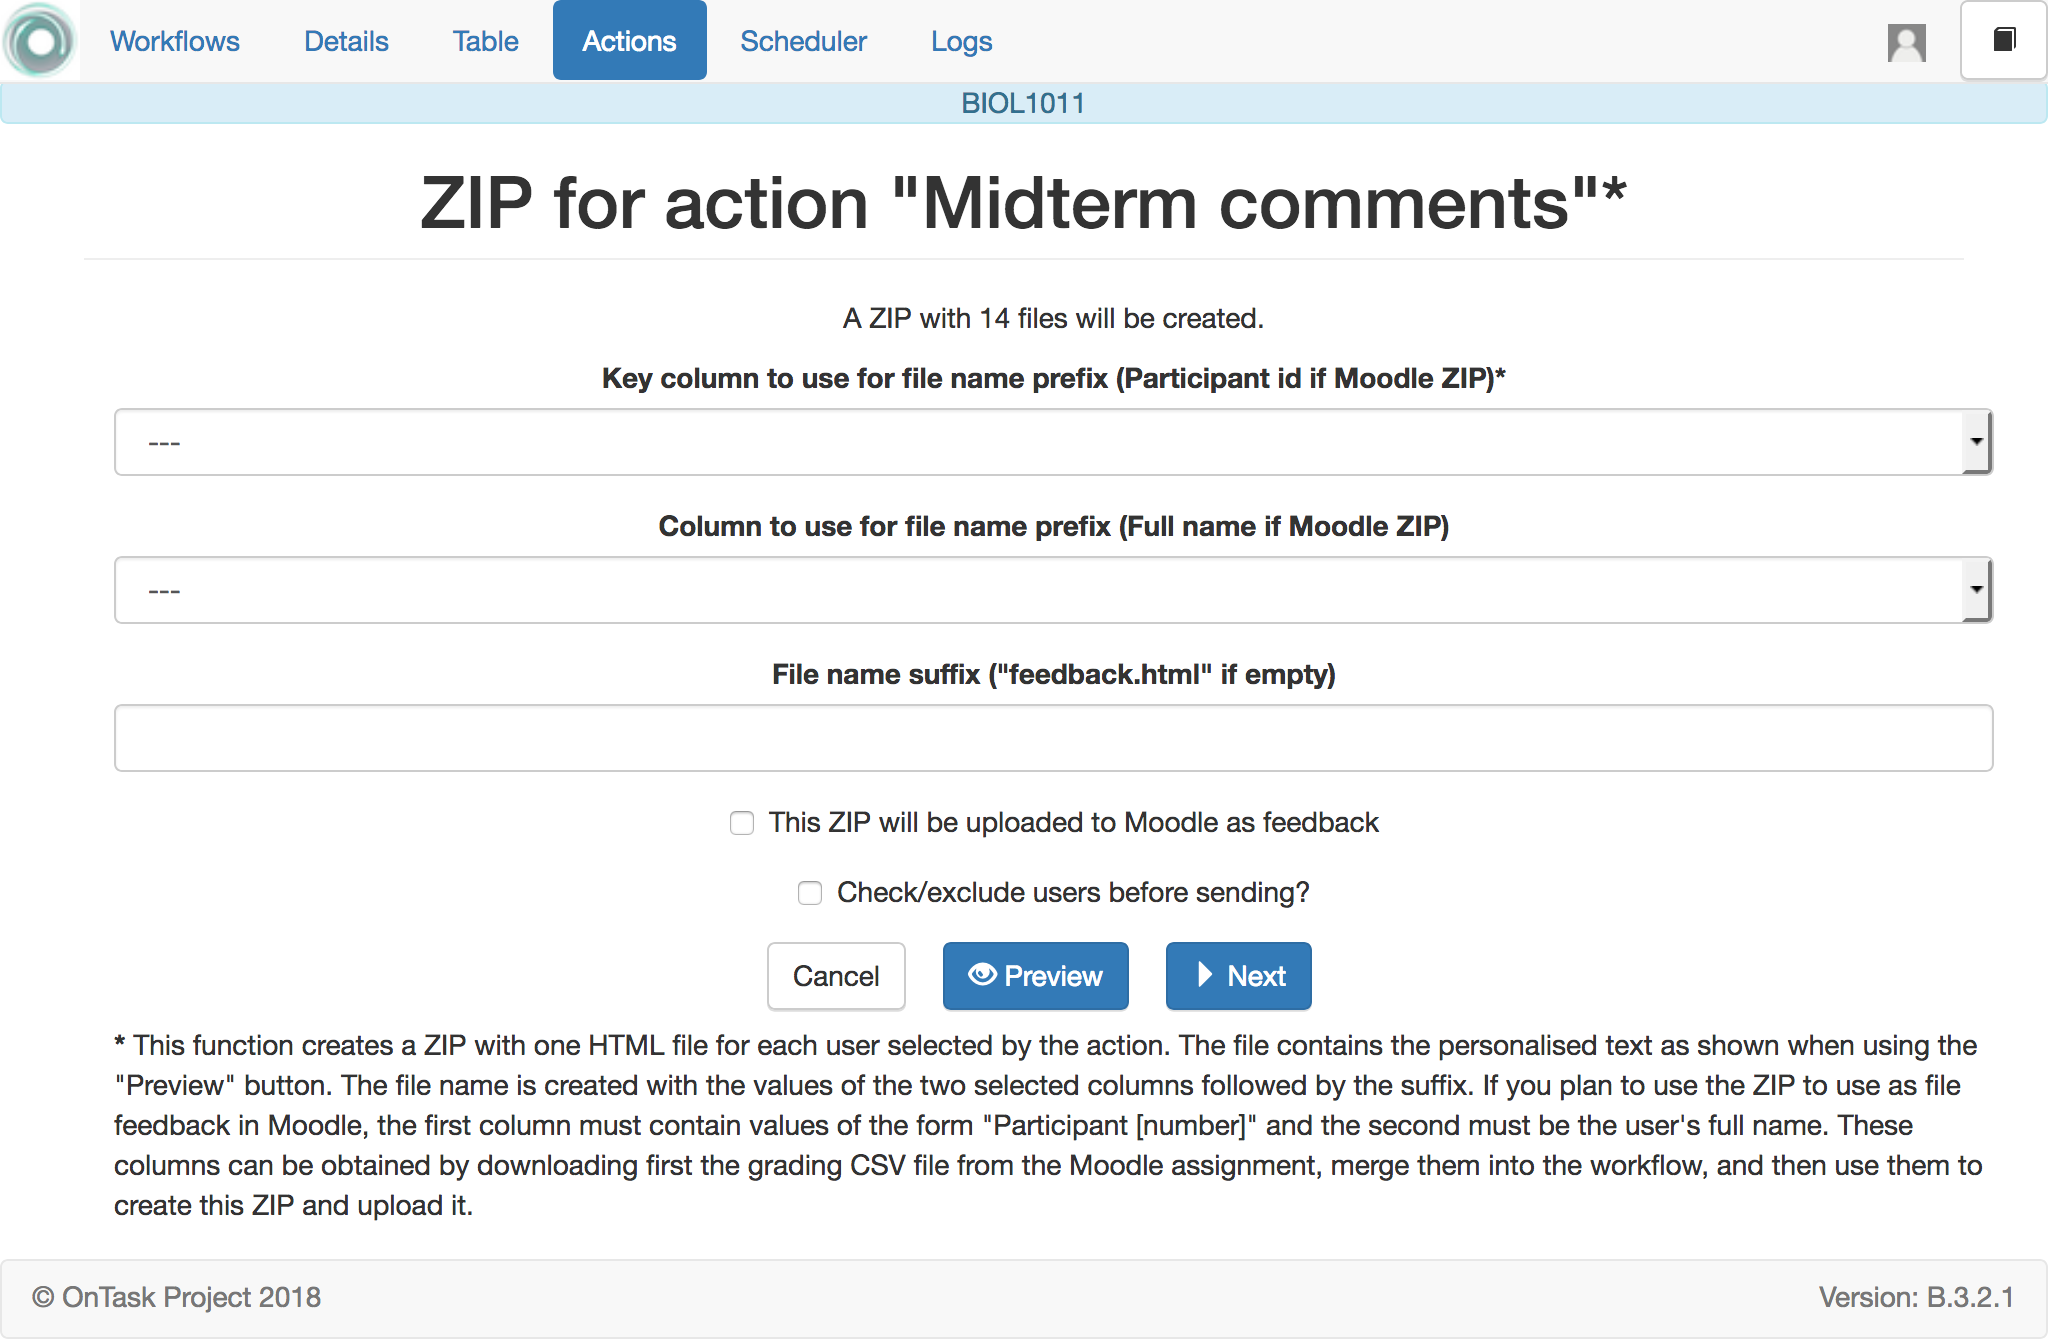 Workflows Details Table Actions Scheduler Logs
BIOL1011
ZIP for action "Midterm comments"*
A ZIP with 14 files will be created.
Key column to use for file name prefix (Participant id if Moodle ZIP)*
---
Column to use for file name prefix (Full name if Moodle ZIP)
---
File name suffix ("feedback.html" if empty)
This ZIP will be uploaded to Moodle as feedback
Check/exclude users before sending?
Cancel Preview Next
* This function creates a ZIP with one HTML file for each user selected by the action. The file contains the personalised text as shown when using the
"Preview" button. The file name is created with the values of the two selected columns followed by the suffix. If you plan to use the ZIP to use as file
feedback in Moodle, the first column must contain values of the form "Participant [number]" and the second must be the user's full name. These
columns can be obtained by downloading first the grading CSV file from the Moodle assignment, merge them into the workflow, and then use them to
create this ZIP and upload it.
© OnTask Project 2018 Version: B.3.2.1